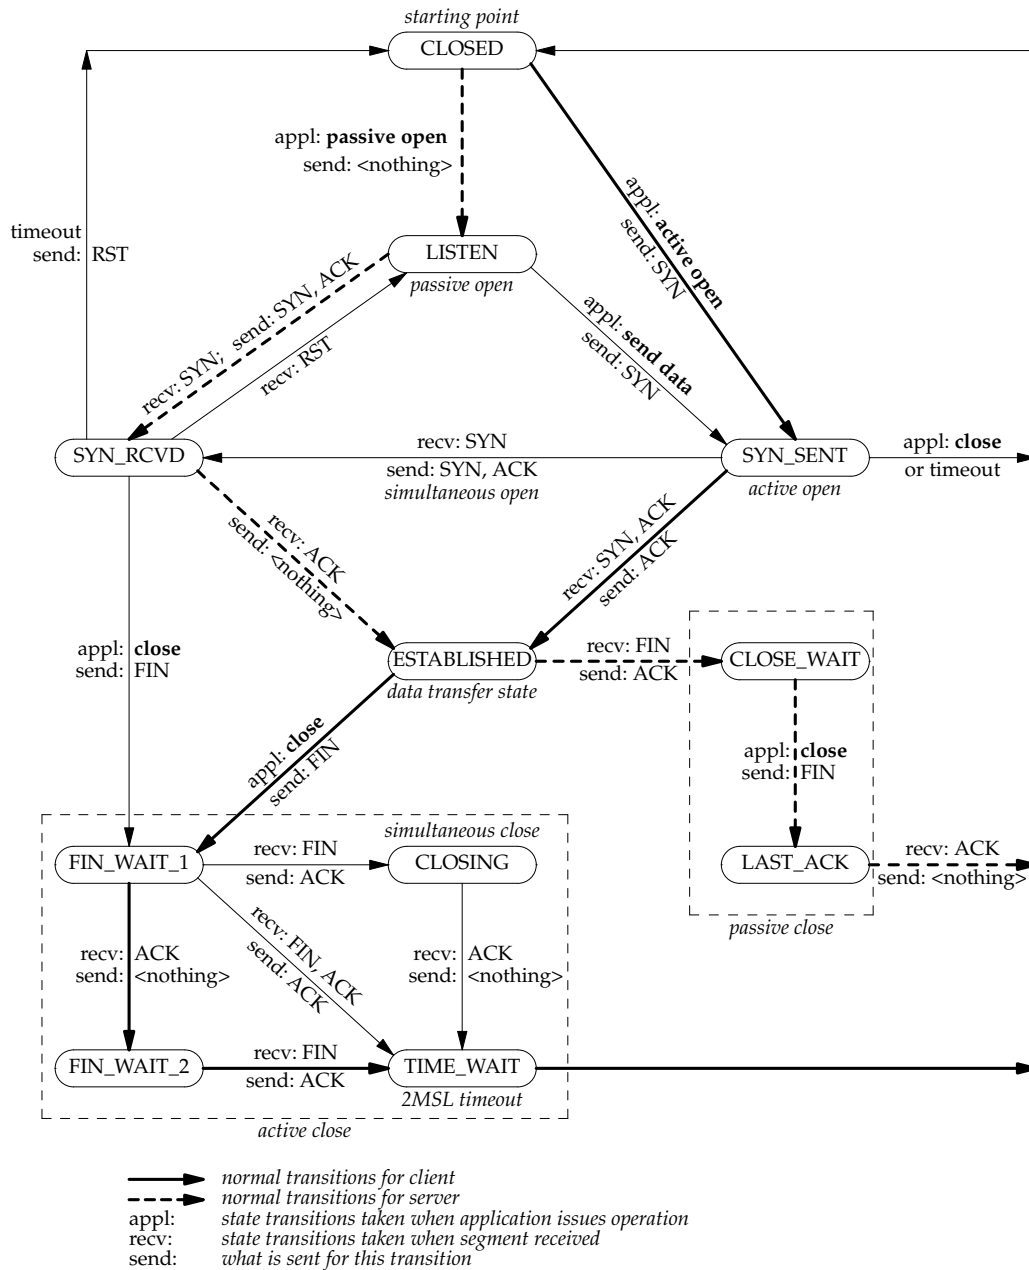 starting point
CLOSED
appl: passive open
send: <nothing>
appl: active open
send: SYN
timeout
send: RST
LISTEN
passive open
recv: SYN; send: SYN, ACK
recv: RST
appl: send data
send: SYN
SYN_RCVD
recv: SYN
send: SYN, ACK
simultaneous open
SYN_SENT
active open
appl: close
or timeout
recv: ACK
send: <nothing>
recv: SYN, ACK
send: ACK
appl: close
send: FIN
ESTABLISHED
data transfer state
recv: FIN
send: ACK
CLOSE_WAIT
appl: close
send: FIN
appl: close
send: FIN
simultaneous close
FIN_WAIT_1
recv: FIN
send: ACK
CLOSING
LAST_ACK
recv: ACK
send: <nothing>
passive close
recv: ACK
send: <nothing>
recv: FIN, ACK
send: ACK
recv: ACK
send: <nothing>
FIN_WAIT_2
recv: FIN
send: ACK
TIME_WAIT
2MSL timeout
active close
normal transitions for client
normal transitions for server
appl: state transitions taken when application issues operation
recv: state transitions taken when segment received
send: what is sent for this transition